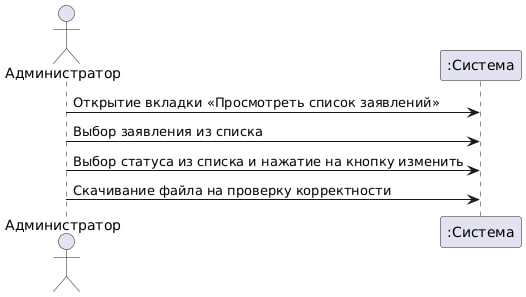 Администратор
:Система
Открытие вкладки «Просмотреть список заявлений»
Выбор заявления из списка
Выбор статуса из списка и нажатие на кнопку изменить
Скачивание файла на проверку корректности
Администратор
:Система